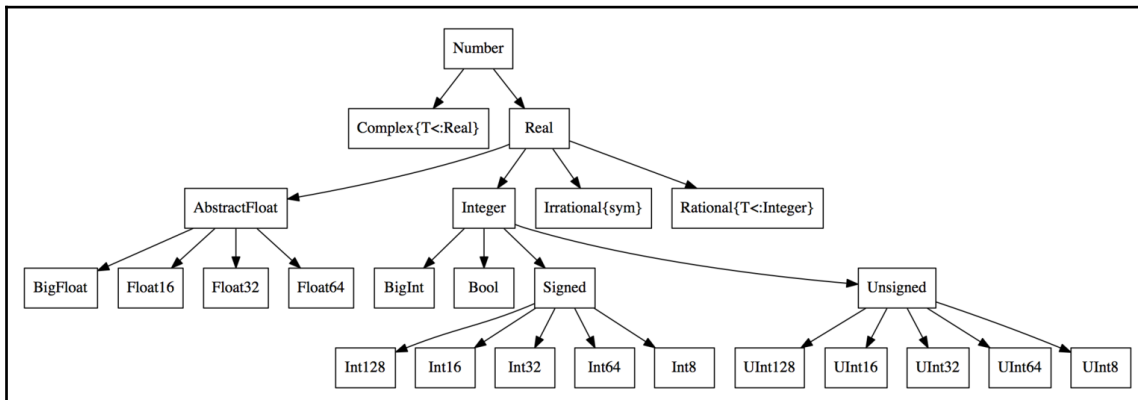 Number
Complex{T<:Real}
Real
AbstractFloat
Integer
Irrational{sym}
Rational{T<:Integer}
BigFloat
Float16
Float32
Float64
BigInt
Bool
Signed
Unsigned
Int128
Int16
Int32
Int64
Int8
UInt128
UInt16
UInt32
UInt64
UInt8